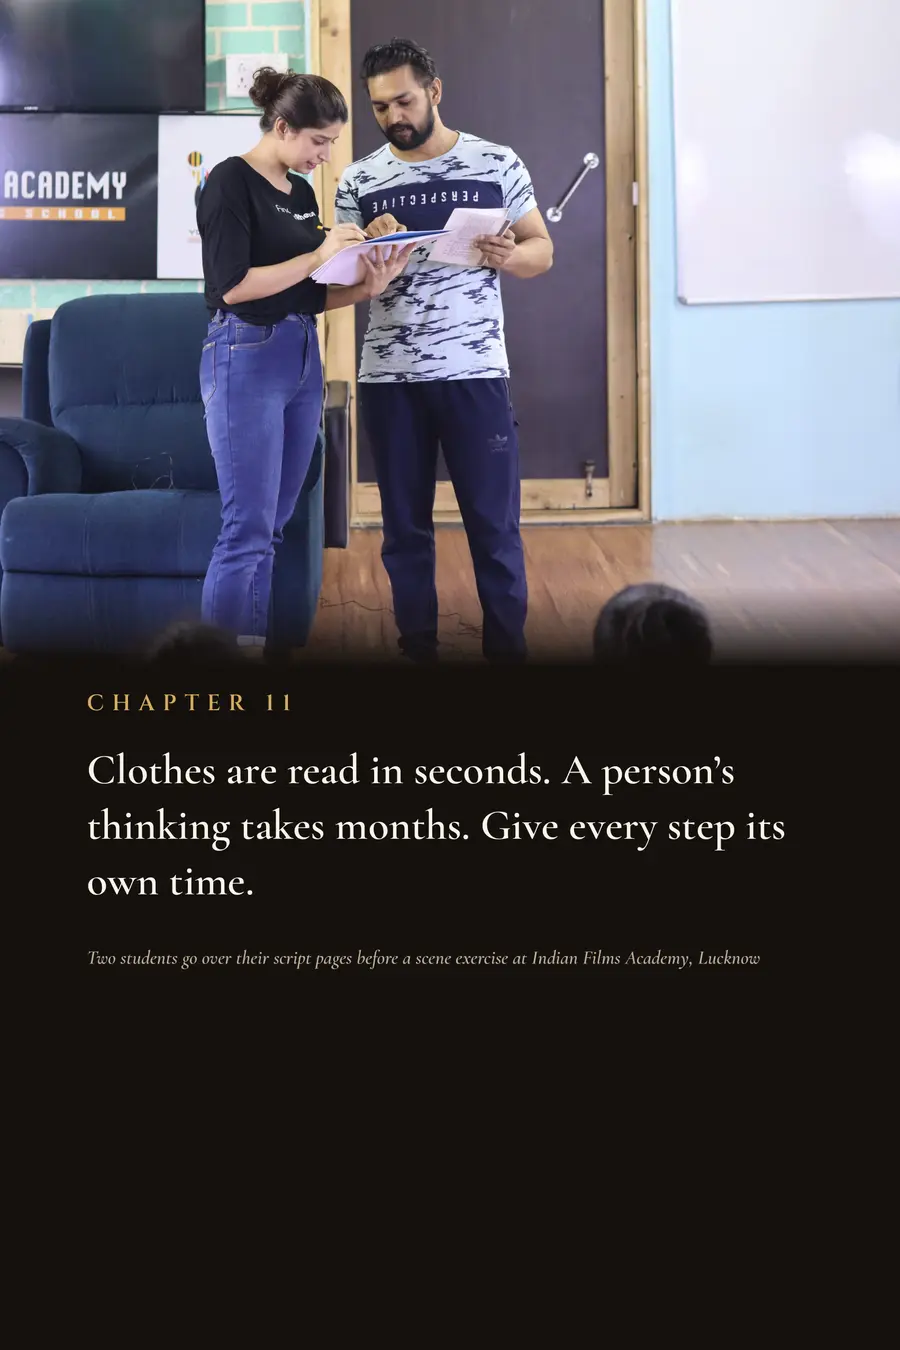 ACADEMY
SCHOOL
PERSPECTIVE
CHAPTER 11
Clothes are read in seconds. A person’s
thinking takes months. Give every step its
own time.
Two students go over their script pages before a scene exercise at Indian Films Academy, Lucknow